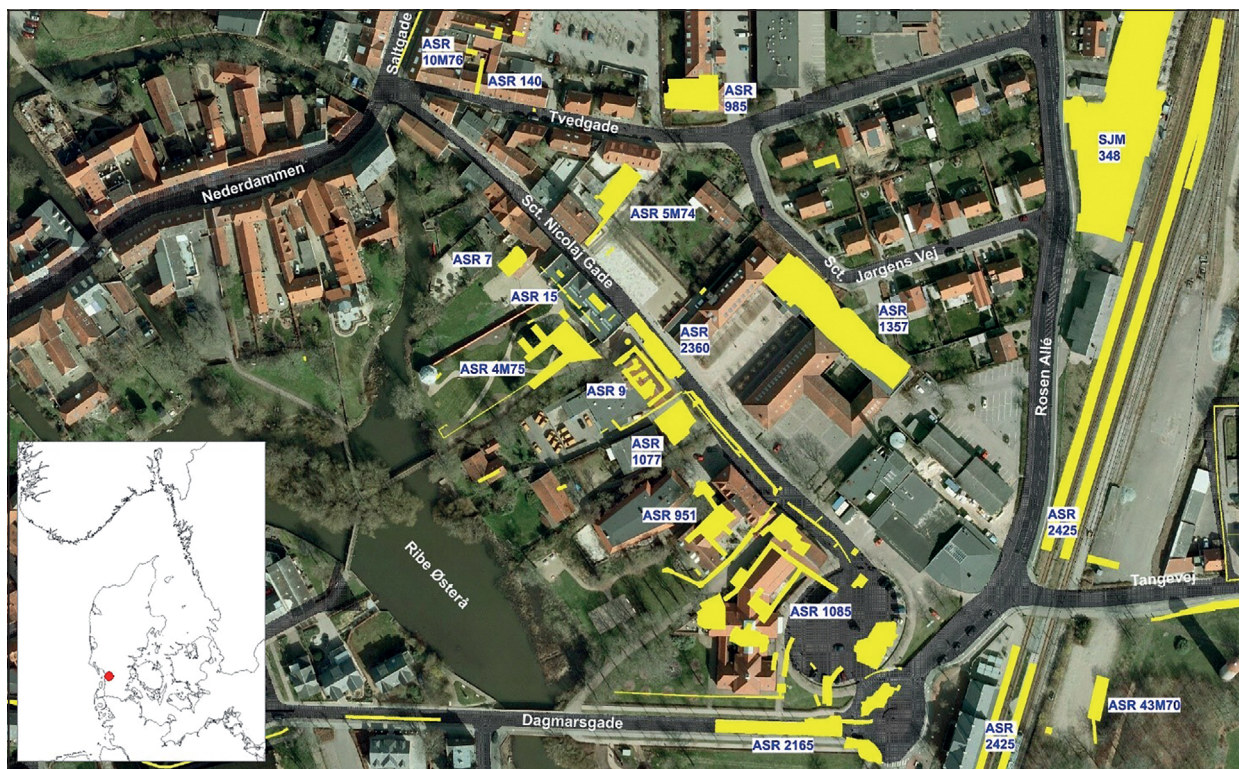 Saltgade
ASR
10M76
ASR 140
ASR
985
Tvedgade
SJM
348
Nederdammen
Sct. Nicolaj Gade
ASR 5M74
ASR 7
Sct.
Jørgens Vej
ASR 15
ASR
2360
ASR
1357
ASR 4M75
Rosen Allé
ASR 9
ASR
1077
ASR 951
ASR
2425
Ribe Østerå
Tangevej
ASR 1085
ASR 43M70
Dagmarsgade
ASR 2165
ASR
2425